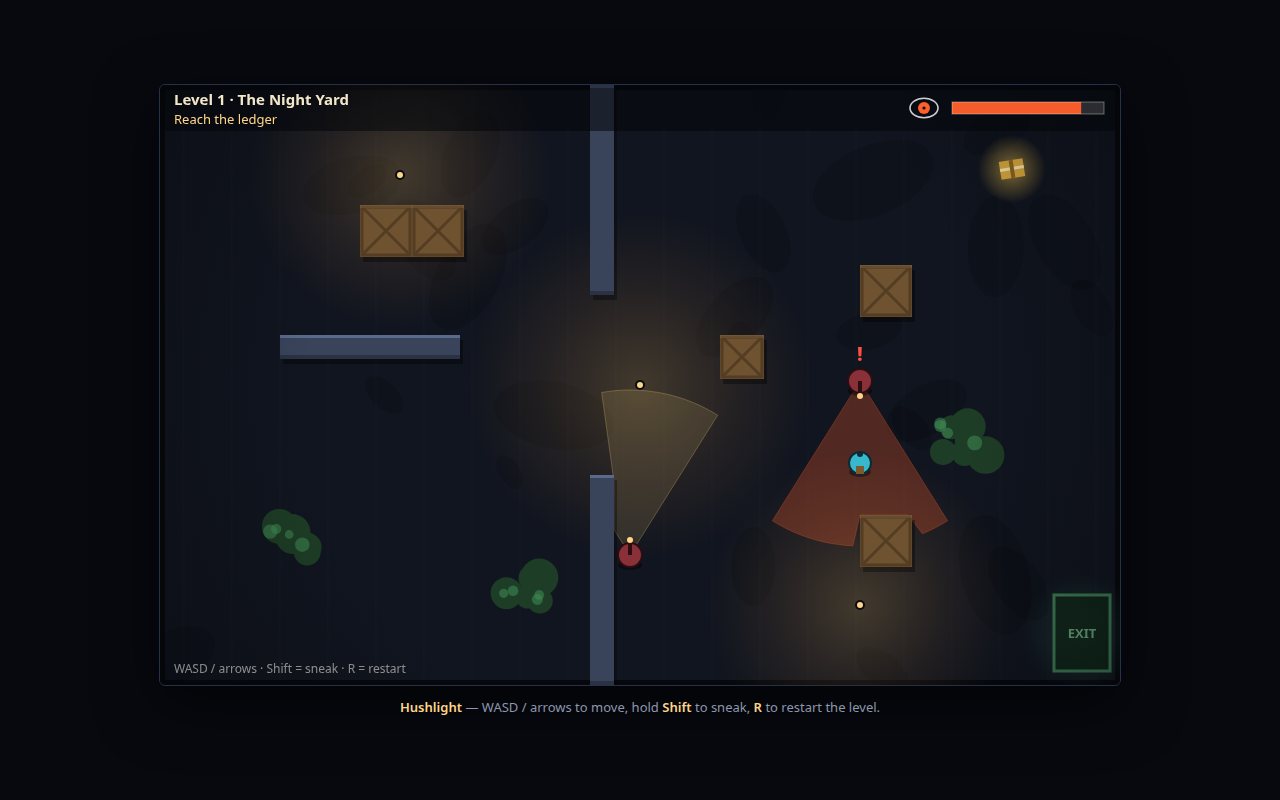 Level 1 · The Night Yard
Reach the ledger
!
EXIT
WASD / arrows · Shift = sneak · R = restart
Hushlight — WASD / arrows to move, hold Shift to sneak, R to restart the level.